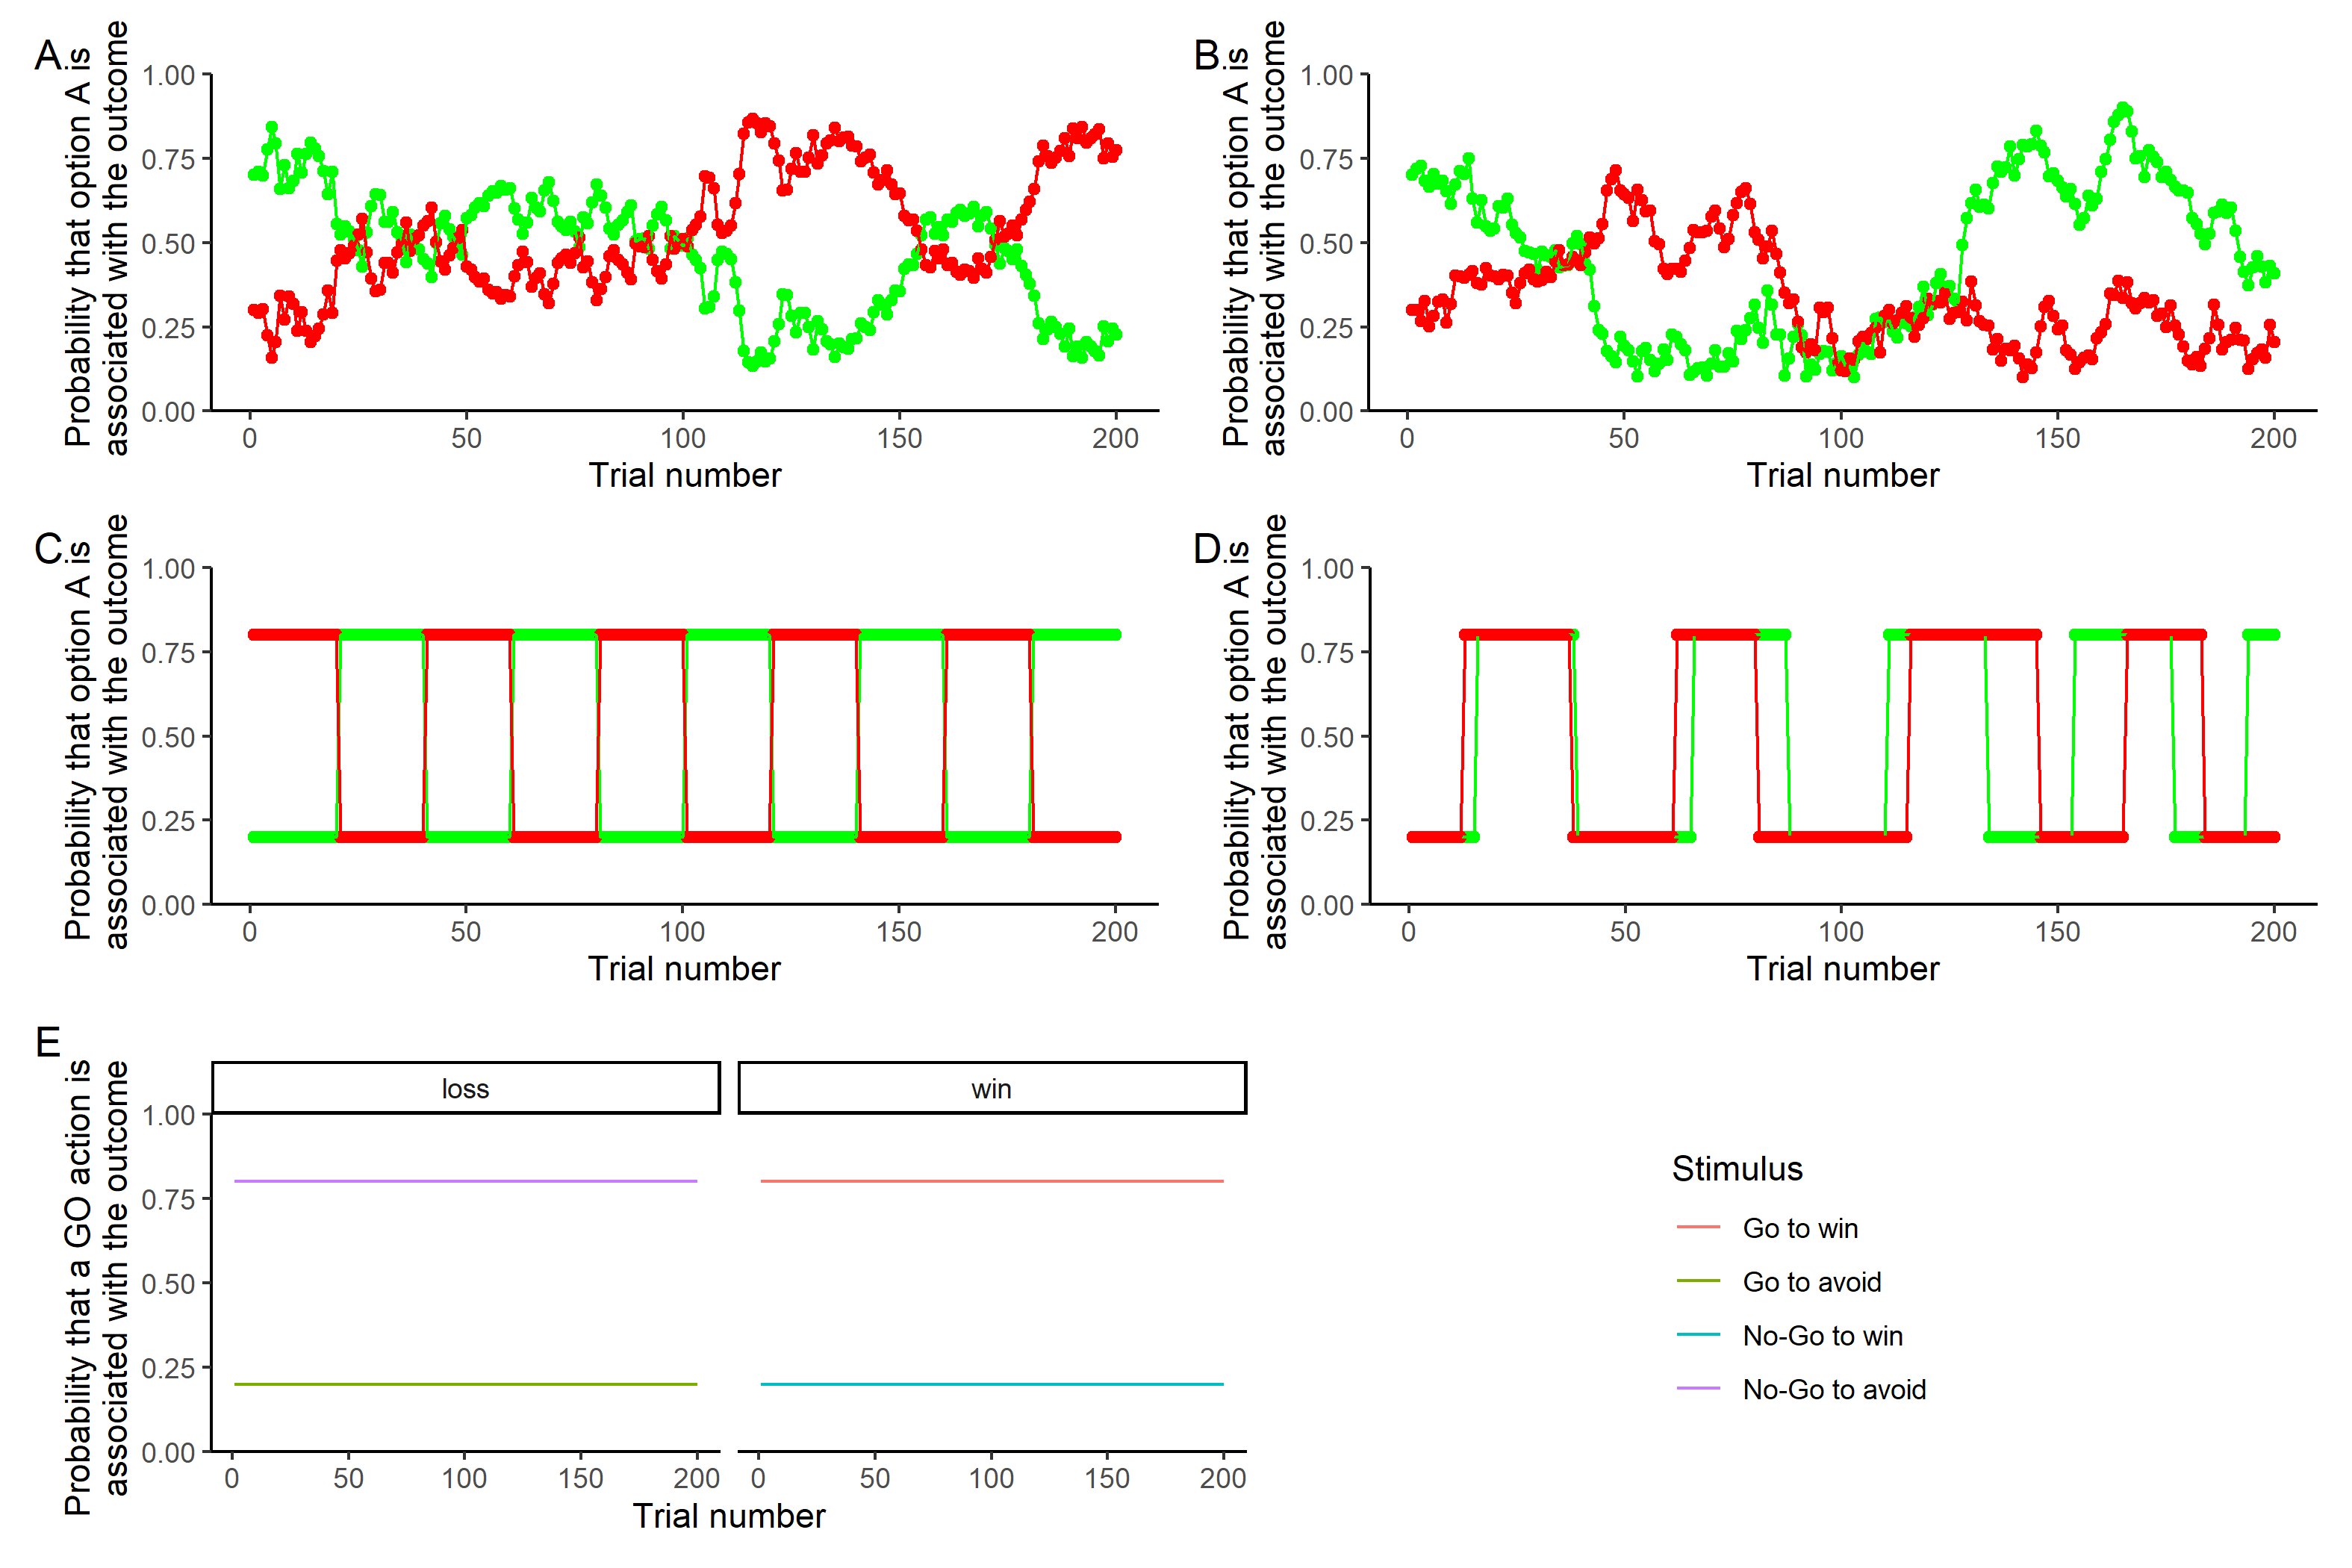 A
Probability that option A is
associated with the outcome
1.00
0.75
0.50
0.25
0.00
0 50 100 150 200
Trial number
B
Probability that option A is
associated with the outcome
1.00
0.75
0.50
0.25
0.00
0 50 100 150 200
Trial number
C
Probability that option A is
associated with the outcome
1.00
0.75
0.50
0.25
0.00
0 50 100 150 200
Trial number
D
Probability that option A is
associated with the outcome
1.00
0.75
0.50
0.25
0.00
0 50 100 150 200
Trial number
E
Probability that a GO action is
associated with the outcome
loss
win
1.00
0.75
0.50
0.25
0.00
0 50 100 150 200
0 50 100 150 200
Trial number
Stimulus
Go to win
Go to avoid
No-Go to win
No-Go to avoid